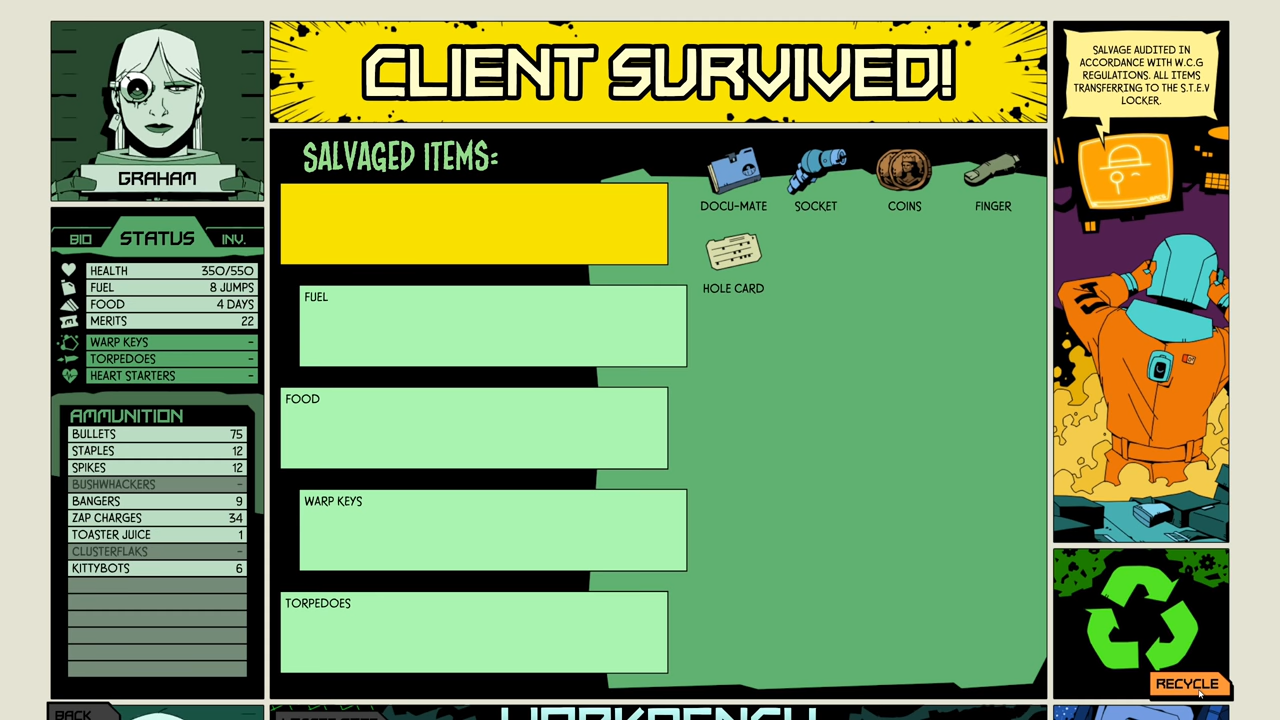 GRAHAM
BIO STATUS INV.
HEALTH 350/550
FUEL 8 JUMPS
FOOD 4 DAYS
MERITS 22
WARP KEYS -
TORPEDOES -
HEART STARTERS -
AMMUNITION
BULLETS 75
STAPLES 12
SPIKES 12
BUSHWHACKERS -
BANGERS 9
ZAP CHARGES 34
TOASTER JUICE 1
CLUSTERFLAKS -
KITTYBOTS 6
BACK
CLIENT SURVIVED!
SALVAGED ITEMS:
FUEL
FOOD
WARP KEYS
TORPEDOES
DOCU-MATE SOCKET COINS FINGER
HOLE CARD
SALVAGE AUDITED IN
ACCORDANCE WITH W.C.G
REGULATIONS. ALL ITEMS
TRANSFERRING TO THE S.T.E.V
LOCKER.
RECYCLE